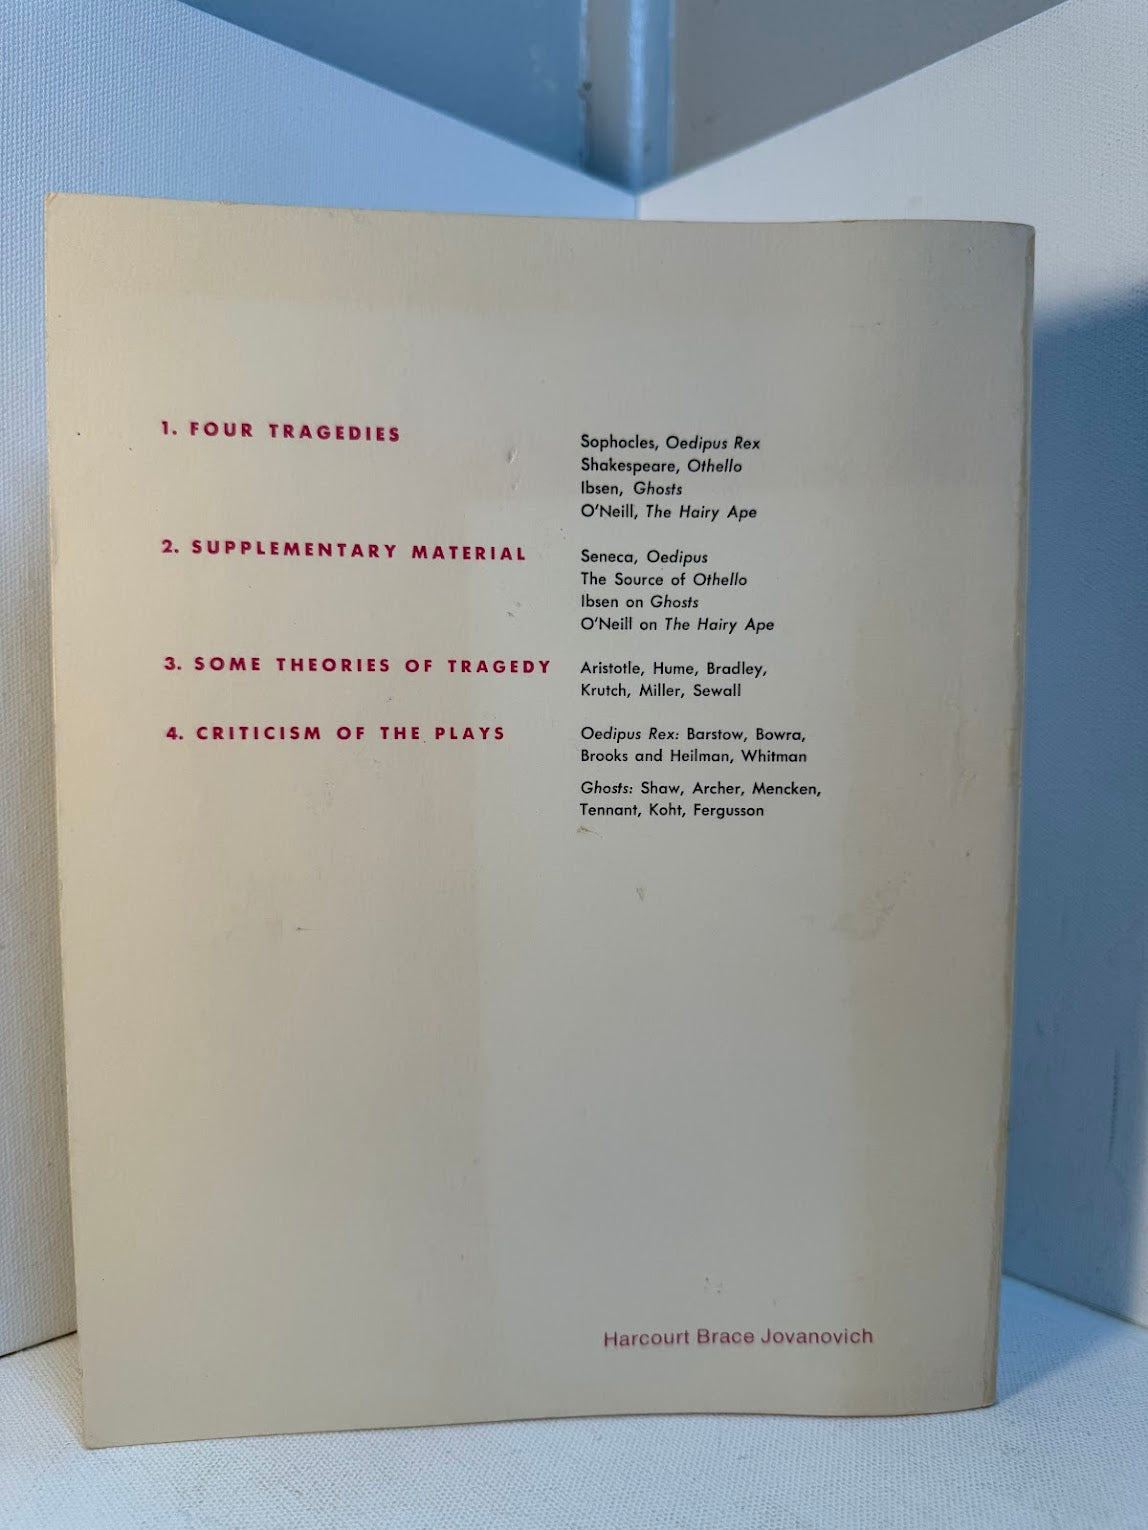 1. FOUR TRAGEDIES
Sophocles, Oedipus Rex
Shakespeare, Othello
Ibsen, Ghosts
O'Neill, The Hairy Ape
2. SUPPLEMENTARY MATERIAL
Seneca, Oedipus
The Source of Othello
Ibsen on Ghosts
O'Neill on The Hairy Ape
3. SOME THEORIES OF TRAGEDY
Aristotle, Hume, Bradley,
Krutch, Miller, Sewall
4. CRITICISM OF THE PLAYS
Oedipus Rex: Barstow, Bowra,
Brooks and Heilman, Whitman
Ghosts: Shaw, Archer, Mencken,
Tennant, Koht, Fergusson
Harcourt Brace Jovanovich